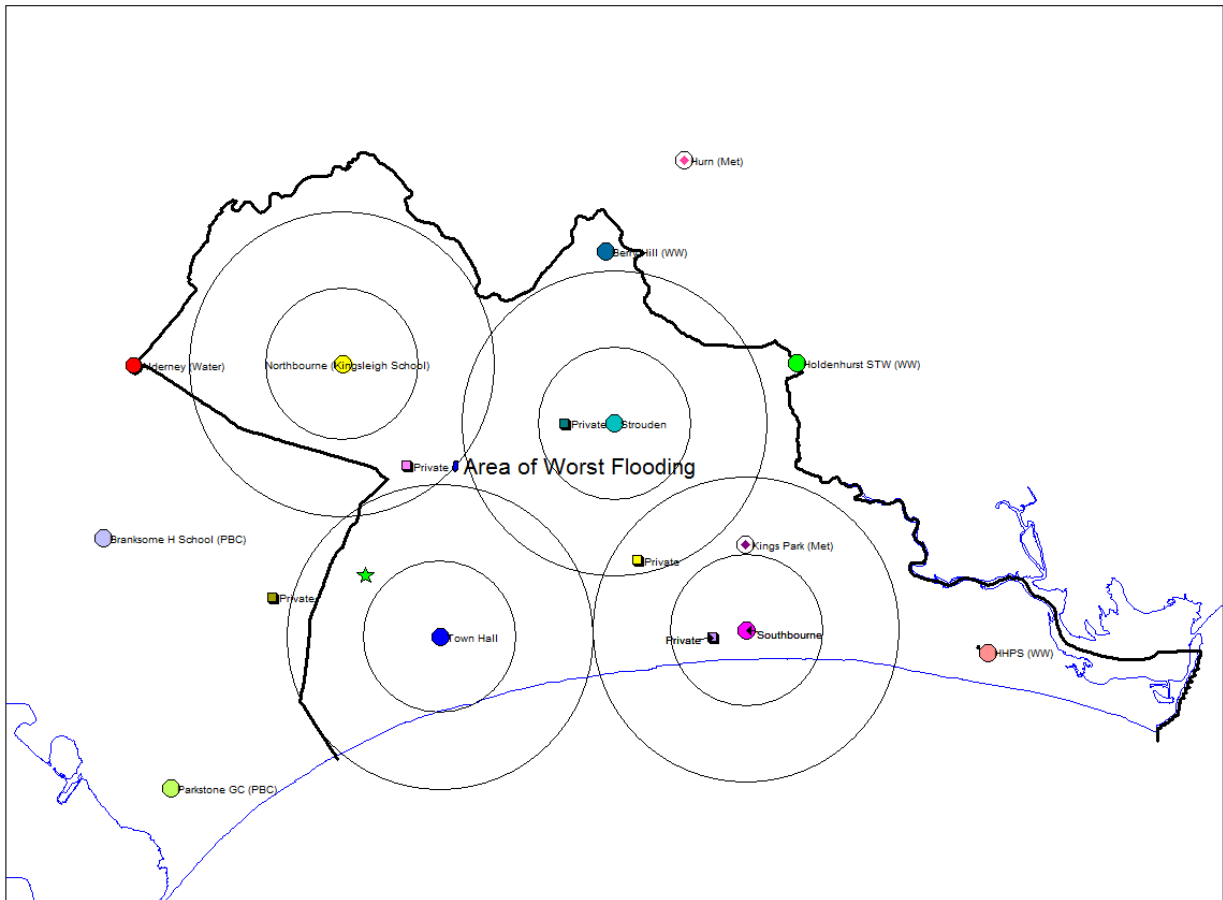 Hurn (Met)
Berry Hill (WW)
Alderney (Water)
Northbourne (Kingsleigh School)
Holdenhurst STW (WW)
Private
Strouden
Private
Area of Worst Flooding
Branksome H School (PBC)
Kings Park (Met)
Private
Private
Town Hall
Private
Southbourne
HHPS (WW)
Parkstone GC (PBC)